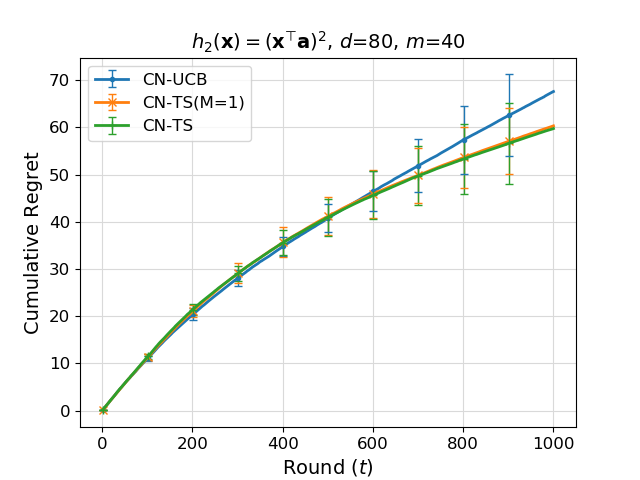 h₂(𝐱) = (𝐱ᵀ𝐚)², d=80, m=40
CN-UCB
CN-TS(M=1)
CN-TS
Cumulative Regret
70
60
50
40
30
20
10
0
0 200 400 600 800 1000
Round (t)